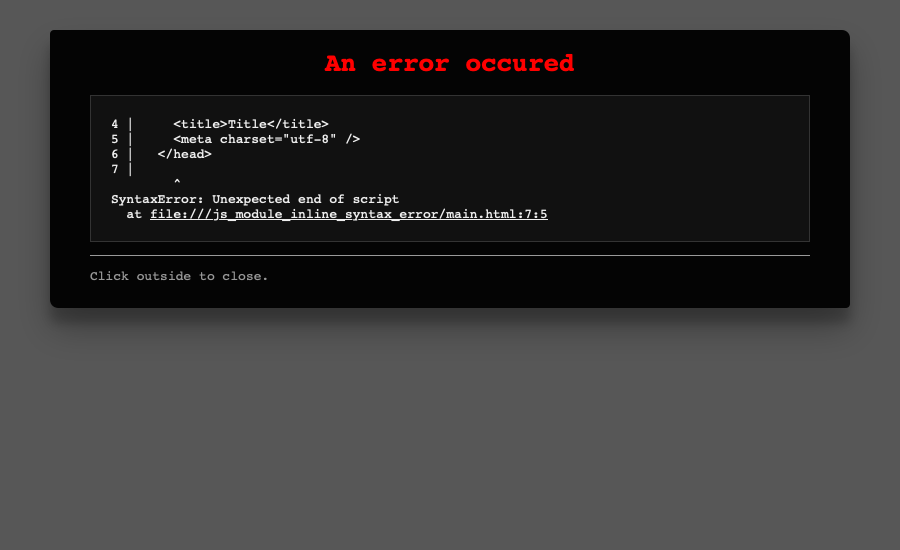 An error occured
4 |     <title>Title</title>
5 |     <meta charset="utf-8" />
6 |   </head>
7 |
        ^
SyntaxError: Unexpected end of script
  at file:///js_module_inline_syntax_error/main.html:7:5
Click outside to close.